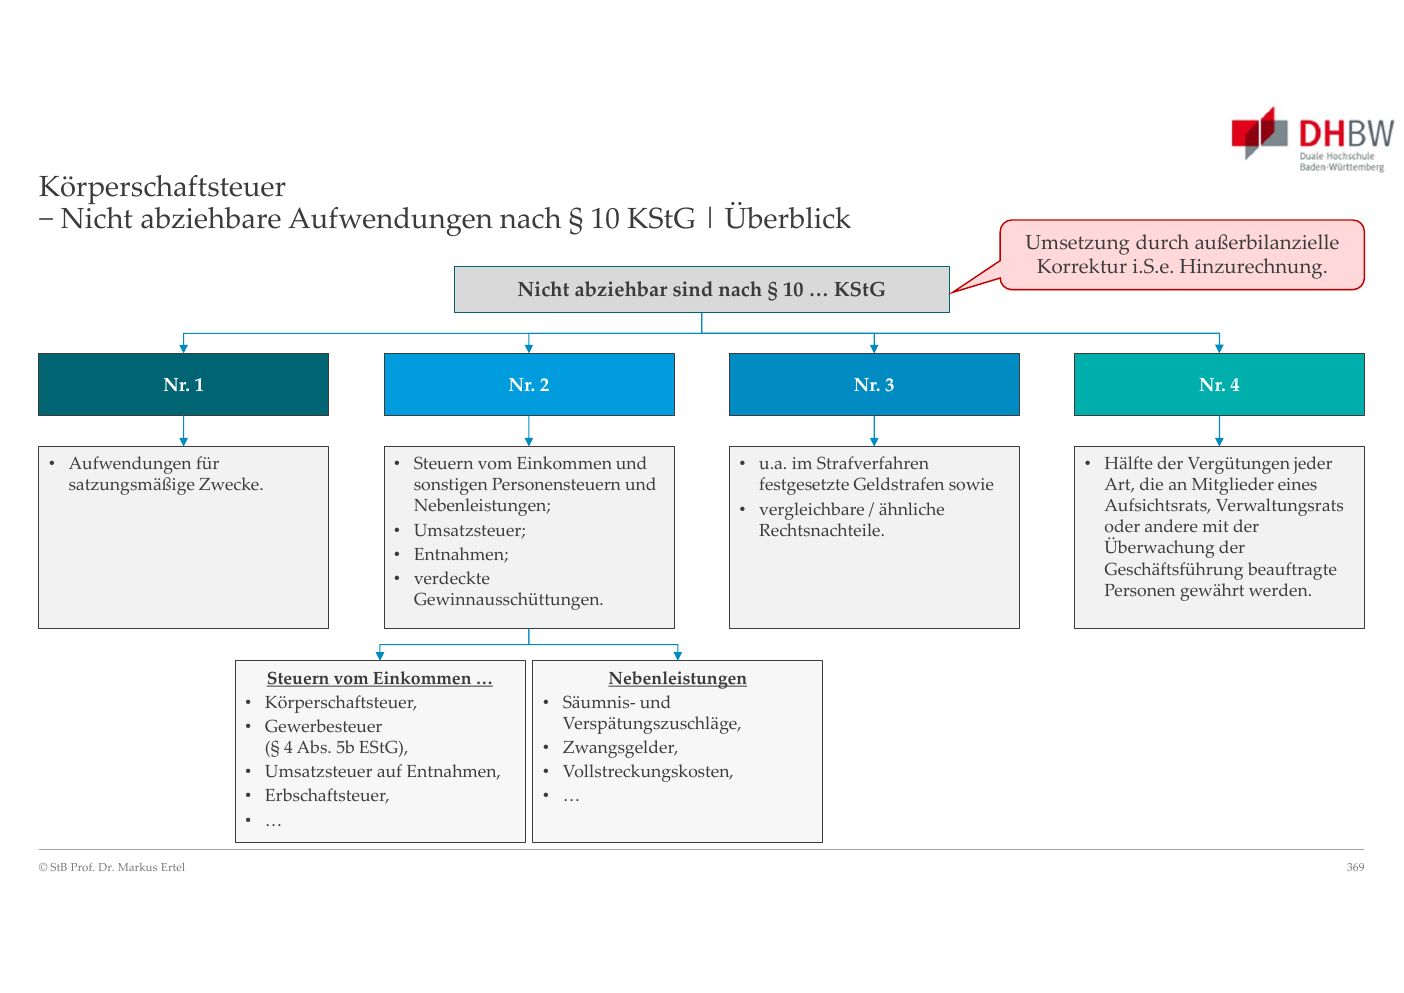 DHBW
Duale Hochschule
Baden-Württemberg
Körperschaftsteuer
– Nicht abziehbare Aufwendungen nach § 10 KStG | Überblick
Umsetzung durch außerbilanzielle
Korrektur i.S.e. Hinzurechnung.
Nicht abziehbar sind nach § 10 … KStG
Nr. 1
Nr. 2
Nr. 3
Nr. 4
• Aufwendungen für
satzungsmäßige Zwecke.
• Steuern vom Einkommen und
sonstigen Personensteuern und
Nebenleistungen;
• Umsatzsteuer;
• Entnahmen;
• verdeckte
Gewinnausschüttungen.
• u.a. im Strafverfahren
festgesetzte Geldstrafen sowie
• vergleichbare / ähnliche
Rechtsnachteile.
• Hälfte der Vergütungen jeder
Art, die an Mitglieder eines
Aufsichtsrats, Verwaltungsrats
oder andere mit der
Überwachung der
Geschäftsführung beauftragte
Personen gewährt werden.
Steuern vom Einkommen …
• Körperschaftsteuer,
• Gewerbesteuer
(§ 4 Abs. 5b EStG),
• Umsatzsteuer auf Entnahmen,
• Erbschaftsteuer,
• …
Nebenleistungen
• Säumnis- und
Verspätungszuschläge,
• Zwangsgelder,
• Vollstreckungskosten,
• …
© StB Prof. Dr. Markus Ertel
369